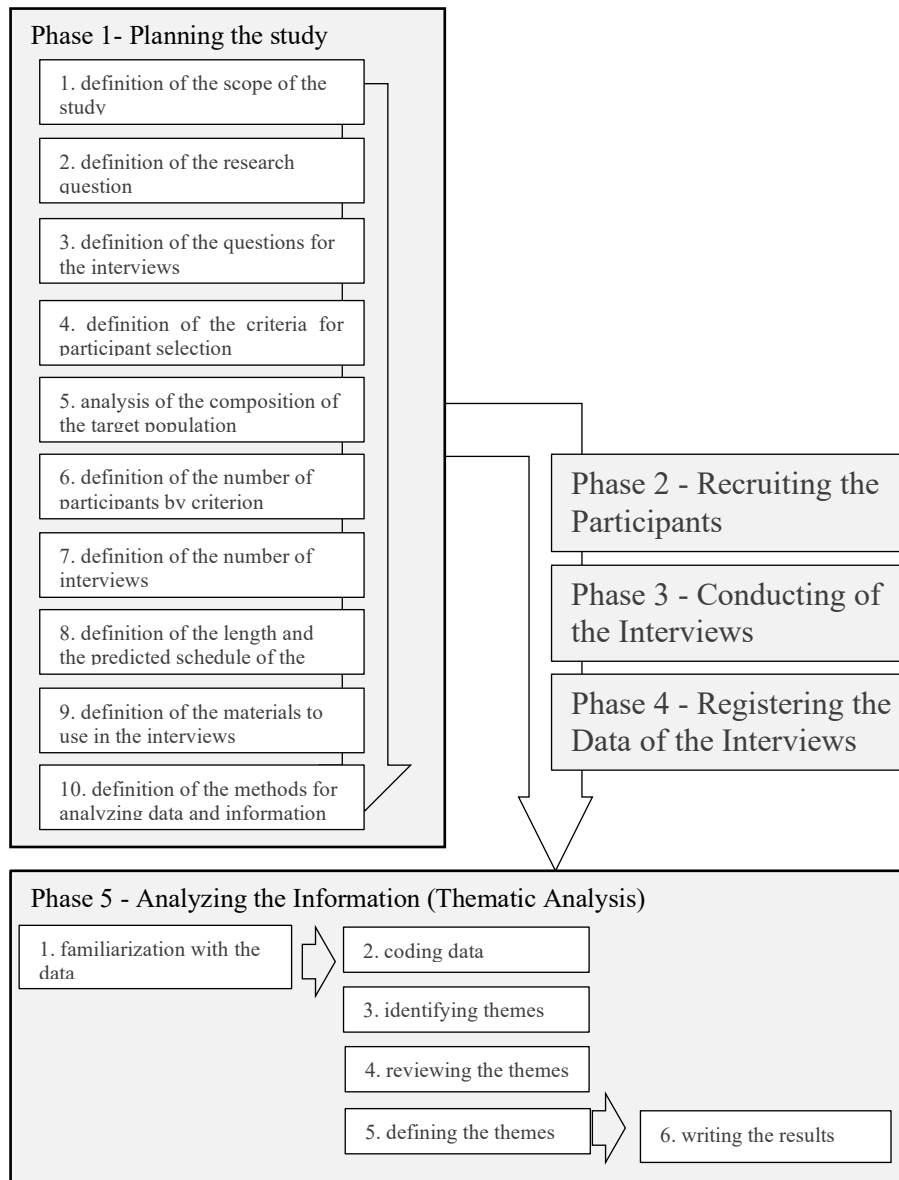 Phase 1- Planning the study
1. definition of the scope of the
study
2. definition of the research
question
3. definition of the questions for
the interviews
4. definition of the criteria for
participant selection
5. analysis of the composition of
the target population
6. definition of the number of
participants by criterion
7. definition of the number of
interviews
8. definition of the length and
the predicted schedule of the
9. definition of the materials to
use in the interviews
10. definition of the methods for
analyzing data and information
Phase 2 - Recruiting the
Participants
Phase 3 - Conducting of
the Interviews
Phase 4 - Registering the
Data of the Interviews
Phase 5 - Analyzing the Information (Thematic Analysis)
1. familiarization with the
data
2. coding data
3. identifying themes
4. reviewing the themes
5. defining the themes
6. writing the results